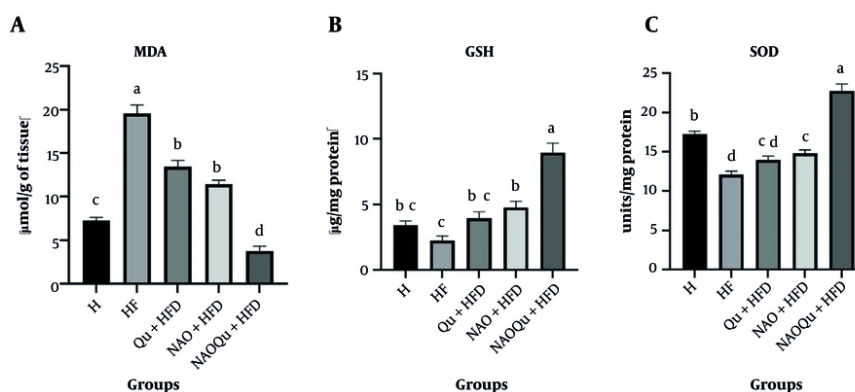 A
MDA
[μmol/g of tissue[
25
20
15
10
5
0
a
b
b
c
d
H
HF
Qu + HFD
NAO + HFD
NAOQu + HFD
Groups
B
GSH
[μg/mg protein[
15
10
5
0
b c
c
b c
b
a
H
HF
Qu + HFD
NAO + HFD
NAOQu + HFD
Groups
C
SOD
units/mg protein
25
20
15
10
5
0
b
d
c d
c
a
H
HF
Qu + HFD
NAO + HFD
NAOQu + HFD
Groups